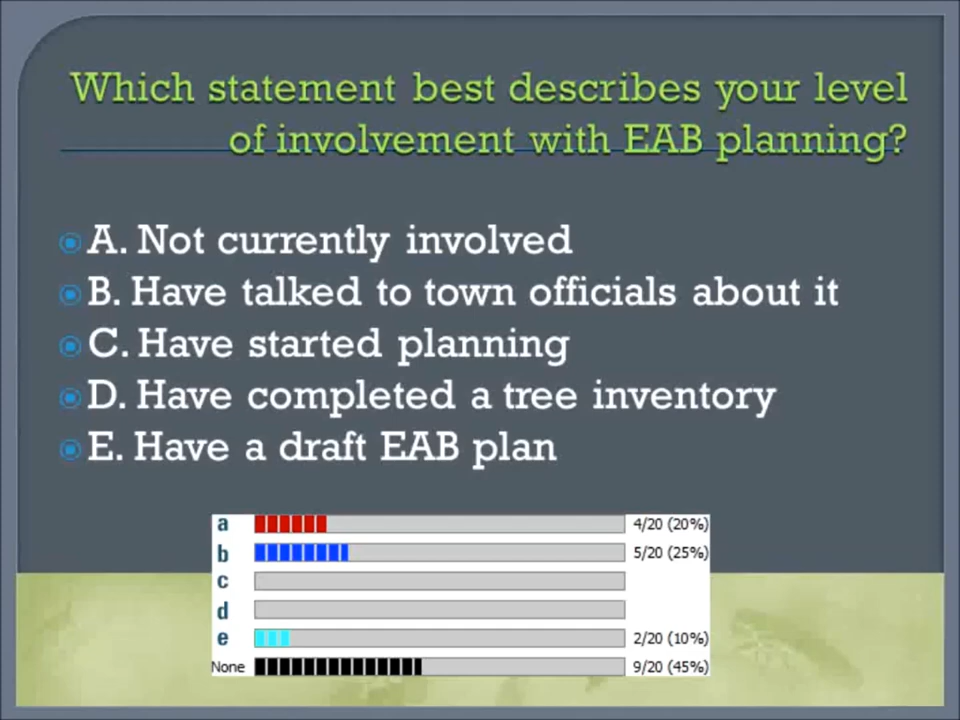 Which statement best describes your level
of involvement with EAB planning?
A. Not currently involved
B. Have talked to town officials about it
C. Have started planning
D. Have completed a tree inventory
E. Have a draft EAB plan
a 4/20 (20%)
b 5/20 (25%)
c
d
e 2/20 (10%)
None 9/20 (45%)